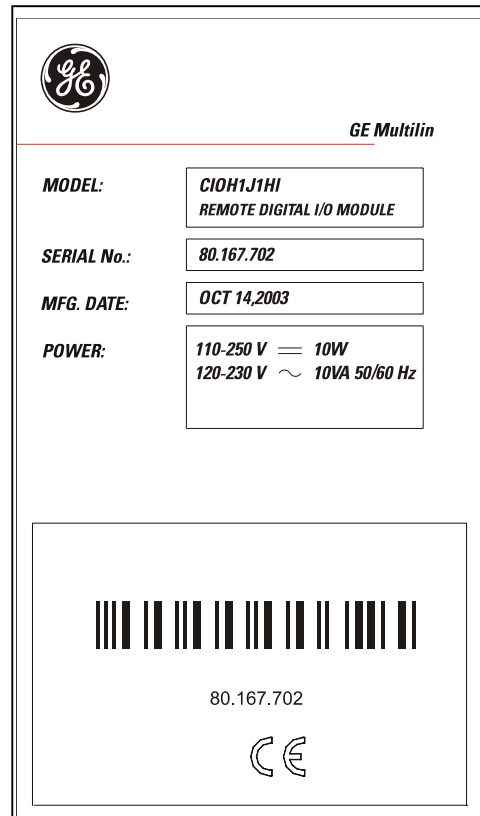 GE
GE Multilin
MODEL:
CIOH1J1HI
REMOTE DIGITAL I/O MODULE
SERIAL No.:
80.167.702
MFG. DATE:
OCT 14,2003
POWER:
110-250 V ⎓ 10W
120-230 V ~ 10VA 50/60 Hz
80.167.702
CE